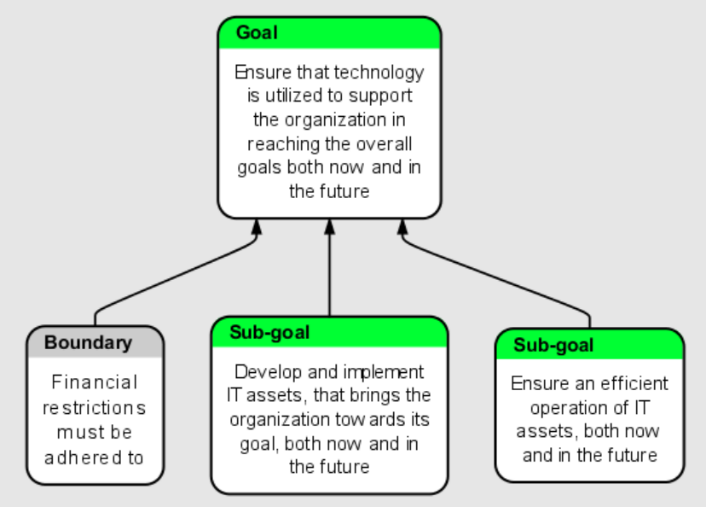 Goal
Ensure that technology
is utilized to support
the organization in
reaching the overall
goals both now and in
the future
Boundary
Financial
restrictions
must be
adhered to
Sub-goal
Develop and implement
IT assets, that brings the
organization towards its
goal, both now and in
the future
Sub-goal
Ensure an efficient
operation of IT
assets, both now
and in the future